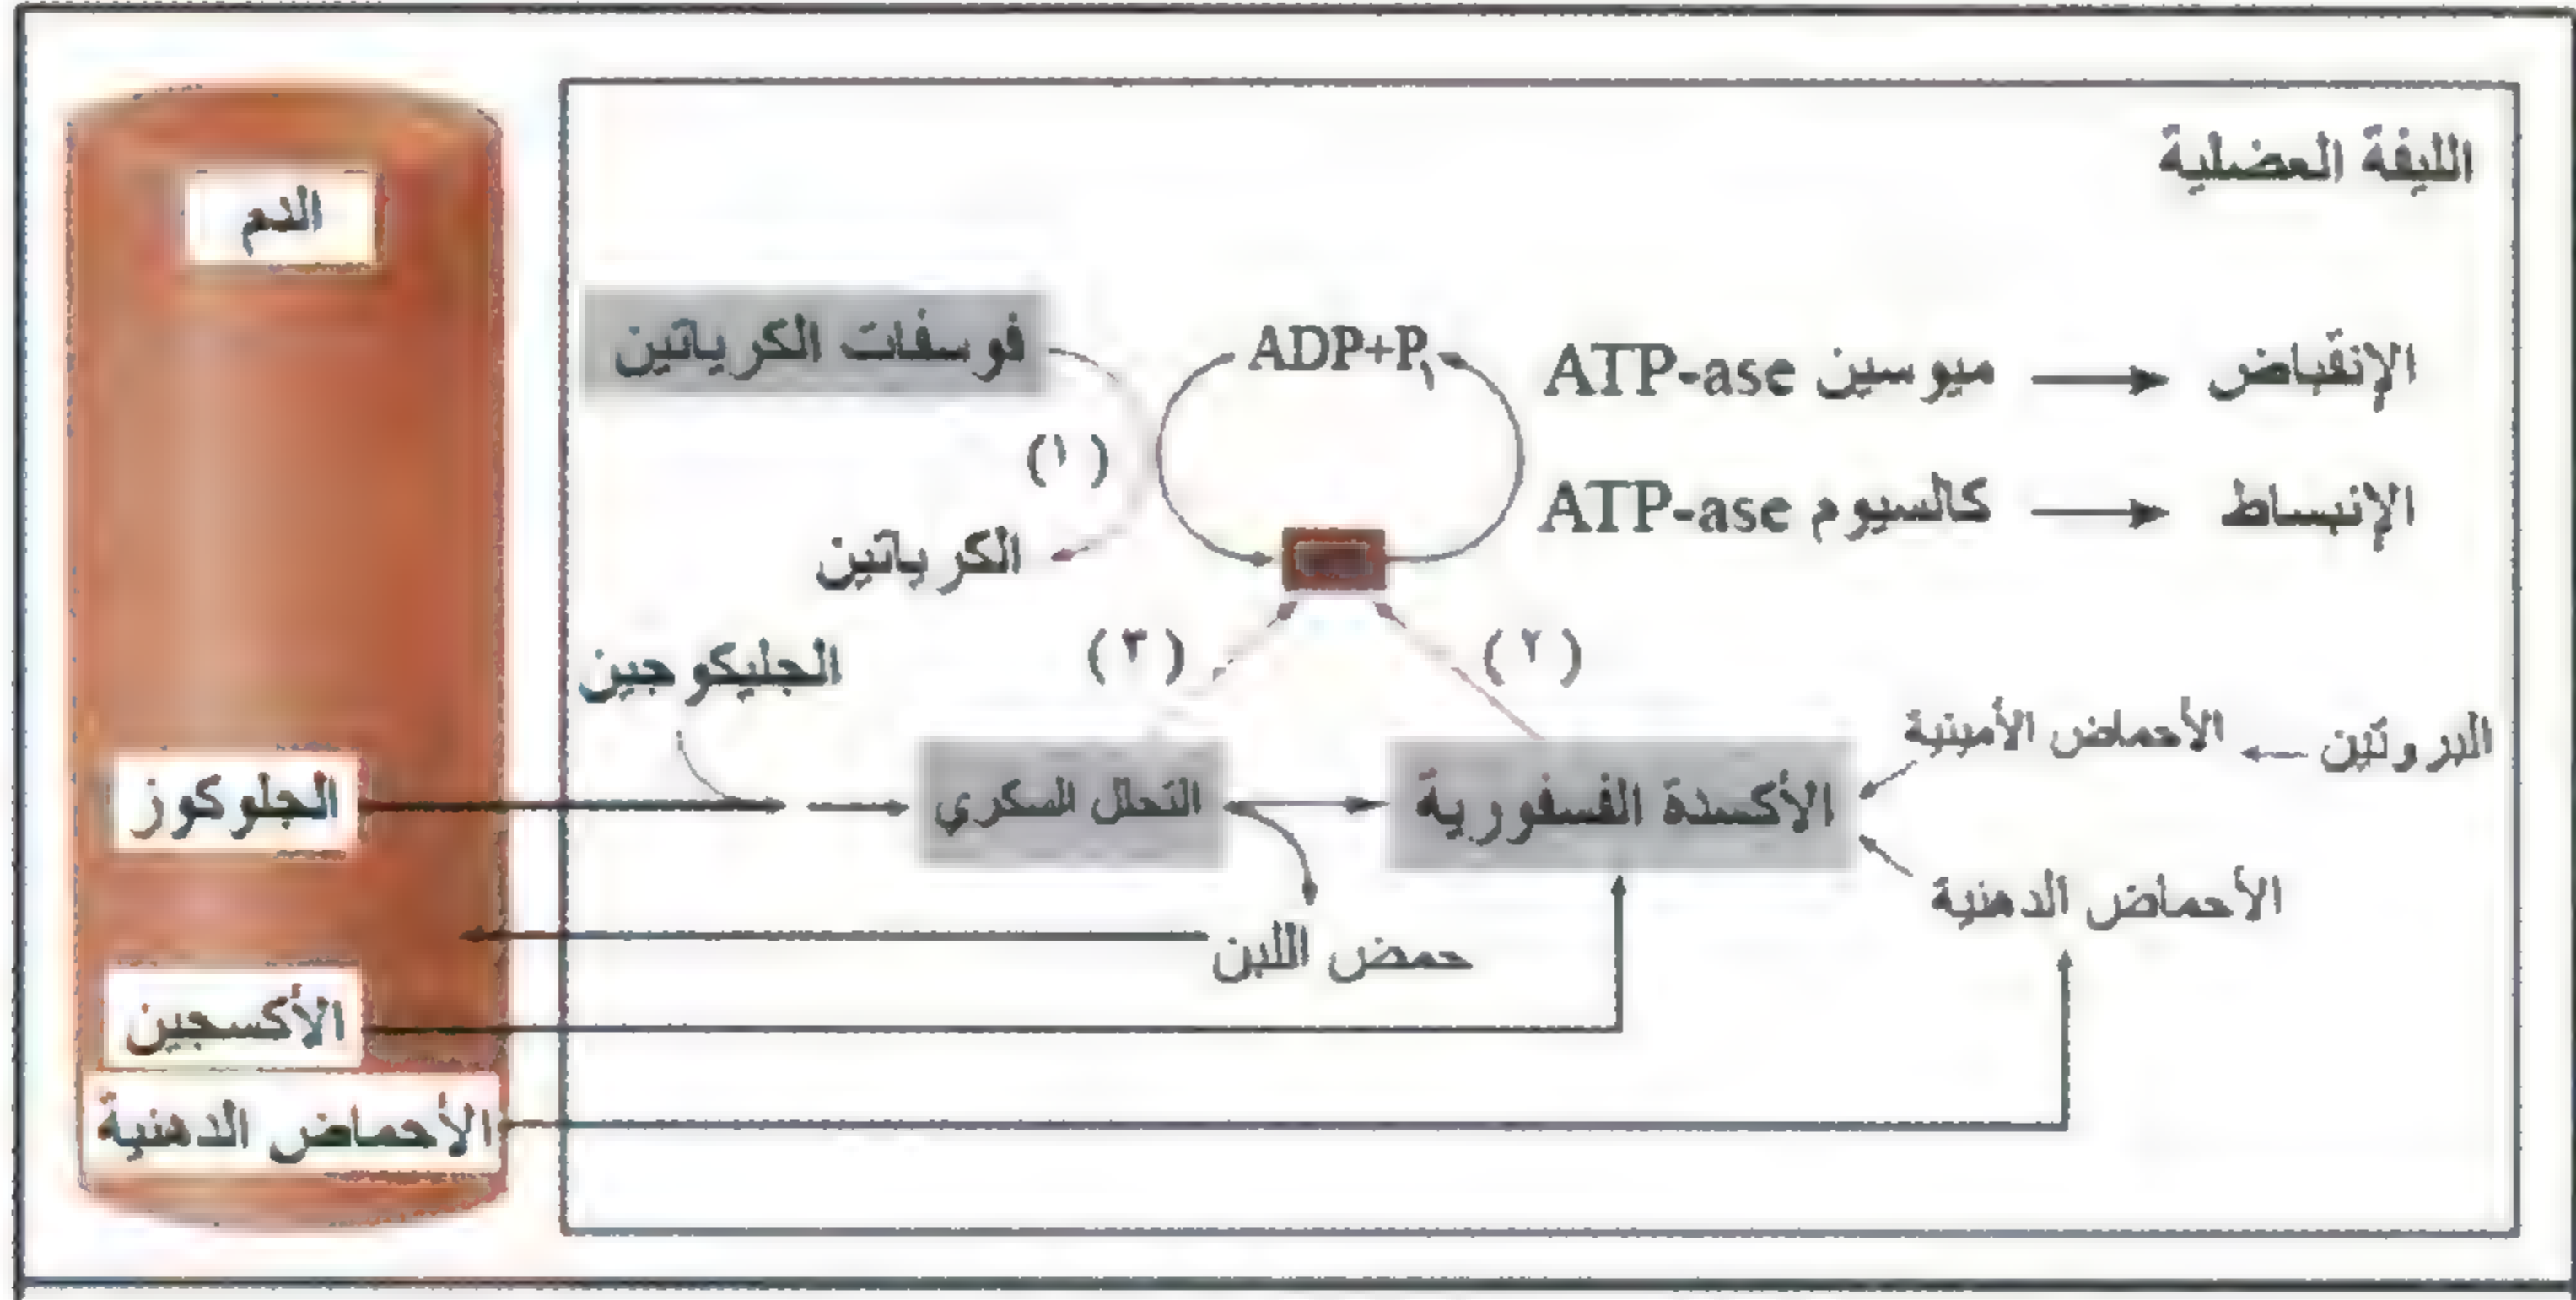 الليفة العضلية
الدم
فوسفات الكرياتين
ADP+P₁
ميوسين ATP-ase
الإنقباض
(١)
كالسيوم ATP-ase
الإنبساط
الكرياتين
(٣)
(٢)
الجليكوجين
البروتين
الأحماض الأمينية
الجلوكوز
التحلل السكري
الأكسدة الفسفورية
الأحماض الدهنية
حمض اللبن
الأكسجين
الأحماض الدهنية